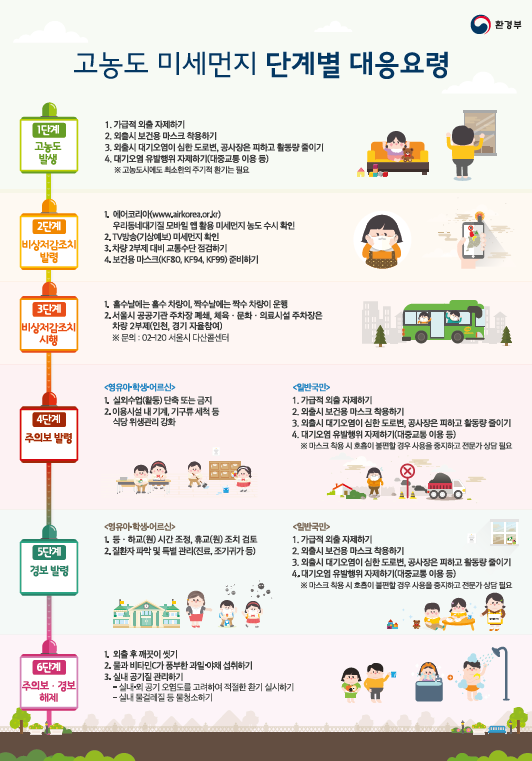 환경부
고농도 미세먼지 단계별 대응요령
1단계
고농도
발생
1. 가급적 외출 자제하기
2. 외출시 보건용 마스크 착용하기
3. 외출시 대기오염이 심한 도로변, 공사장은 피하고 활동량 줄이기
4. 대기오염 유발행위 자제하기(대중교통 이용 등)
※ 고농도시에도 최소한의 주기적 환기는 필요
2단계
비상저감조치
발령
1. 에어코리아(www.airkorea.or.kr)
우리동네대기질 모바일 앱 활용 미세먼지 농도 수시 확인
2. TV방송(기상예보) 미세먼지 확인
3. 차량 2부제 대비 교통수단 점검하기
4. 보건용 마스크(KF80, KF94, KF99) 준비하기
3단계
비상저감조치
시행
1. 홀수날에는 홀수 차량이, 짝수날에는 짝수 차량이 운행
2. 서울시 공공기관 주차장 폐쇄, 체육 · 문화 · 의료시설 주차장은
차량 2부제(인천, 경기 자율참여)
※ 문의 : 02-120 서울시 다산콜센터
4단계
주의보 발령
<영유아•학생•어르신>
1. 실외수업(활동) 단축 또는 금지
2. 이용시설 내 기계, 기구류 세척 등
식당 위생관리 강화
<일반국민>
1. 가급적 외출 자제하기
2. 외출시 보건용 마스크 착용하기
3. 외출시 대기오염이 심한 도로변, 공사장은 피하고 활동량 줄이기
4. 대기오염 유발행위 자제하기(대중교통 이용 등)
※ 마스크 착용 시 호흡이 불편할 경우 사용을 중지하고 전문가 상담 필요
5단계
경보 발령
<영유아•학생•어르신>
1. 등 · 하교(원) 시간 조정, 휴교(원) 조치 검토
2. 질환자 파악 및 특별 관리(진료, 조기귀가 등)
<일반국민>
1. 가급적 외출 자제하기
2. 외출시 보건용 마스크 착용하기
3. 외출시 대기오염이 심한 도로변, 공사장은 피하고 활동량 줄이기
4. 대기오염 유발행위 자제하기(대중교통 이용 등)
※ 마스크 착용 시 호흡이 불편할 경우 사용을 중지하고 전문가 상담 필요
6단계
주의보 · 경보
해제
1. 외출 후 깨끗이 씻기
2. 물과 비타민C가 풍부한 과일•야채 섭취하기
3. 실내 공기질 관리하기
- 실내•외 공기 오염도를 고려하여 적절한 환기 실시하기
- 실내 물걸레질 등 물청소하기